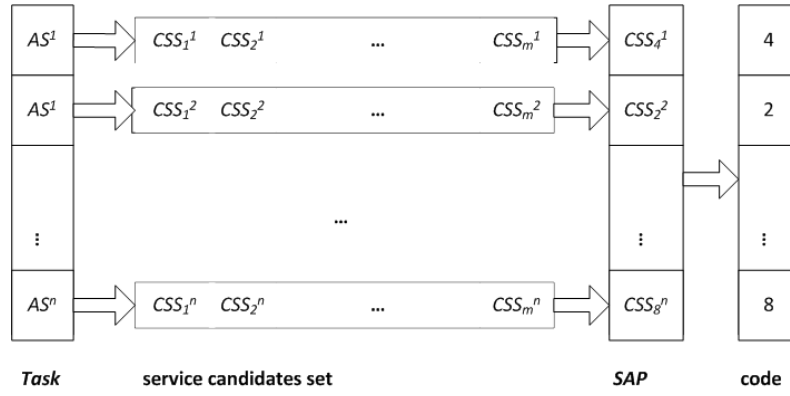 AS¹ CSS₁¹ CSS₂¹ ... CSSₘ¹ CSS₄¹ 4
AS¹ CSS₁² CSS₂² ... CSSₘ² CSS₂² 2
...
⋮ ⋮ ⋮
ASⁿ CSS₁ⁿ CSS₂ⁿ ... CSSₘⁿ CSS₈ⁿ 8
Task service candidates set SAP code